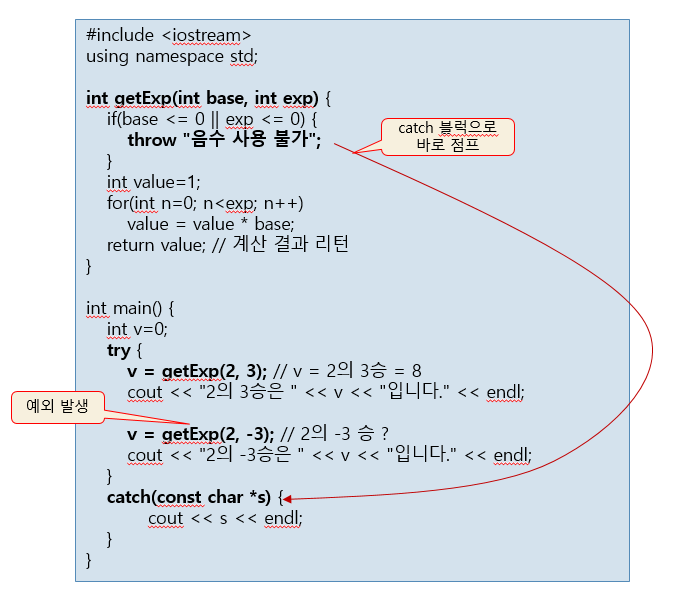 #include <iostream>
using namespace std;
int getExp(int base, int exp) {
if(base <= 0 || exp <= 0) {
throw "음수 사용 불가";
}
int value=1;
for(int n=0; n<exp; n++)
value = value * base;
return value; // 계산 결과 리턴
}
catch 블럭으로
바로 점프
int main() {
int v=0;
try {
v = getExp(2, 3); // v = 2의 3승 = 8
cout << "2의 3승은 " << v << "입니다." << endl;
예외 발생
v = getExp(2, -3); // 2의 -3 승 ?
cout << "2의 -3승은 " << v << "입니다." << endl;
}
catch(const char *s) {
cout << s << endl;
}
}